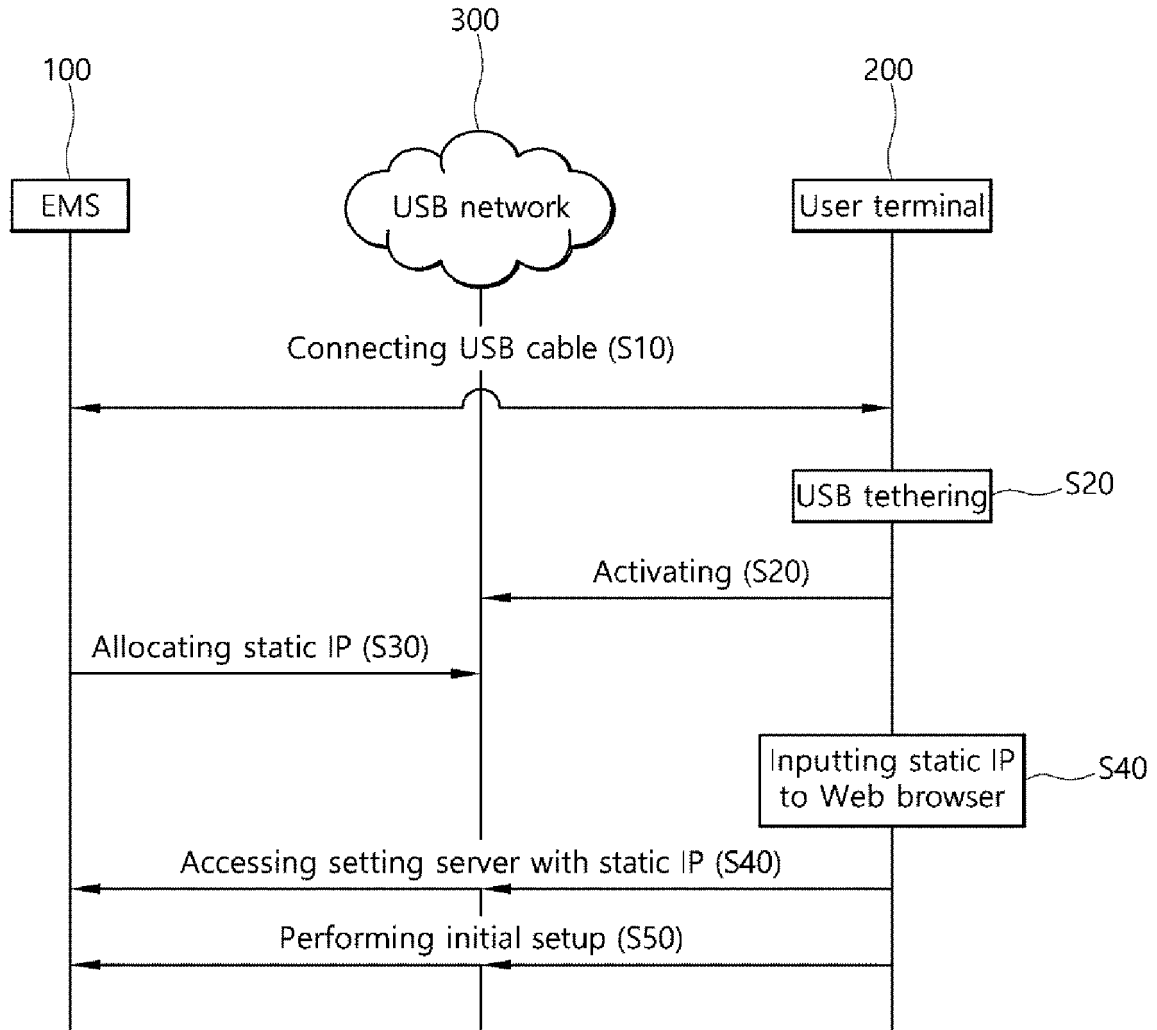 300
100
200
EMS
USB network
User terminal
Connecting USB cable (S10)
USB tethering
S20
Activating (S20)
Allocating static IP (S30)
Inputting static IP
to Web browser
S40
Accessing setting server with static IP (S40)
Performing initial setup (S50)